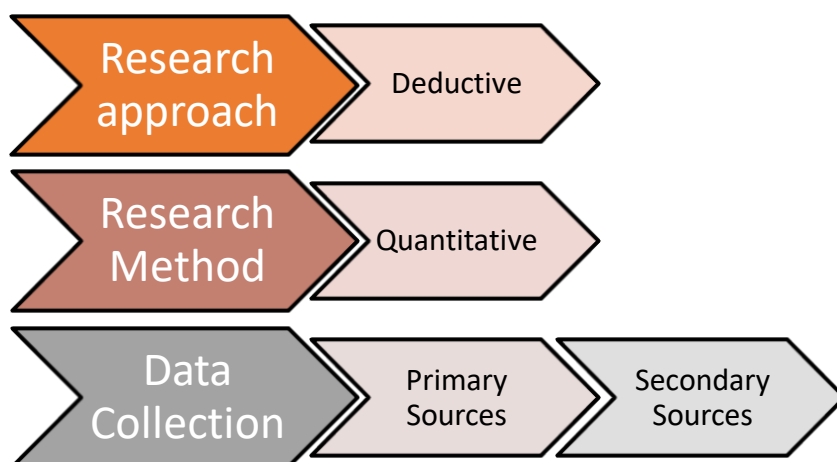 Research
approach
Deductive
Research
Method
Quantitative
Data
Collection
Primary
Sources
Secondary
Sources